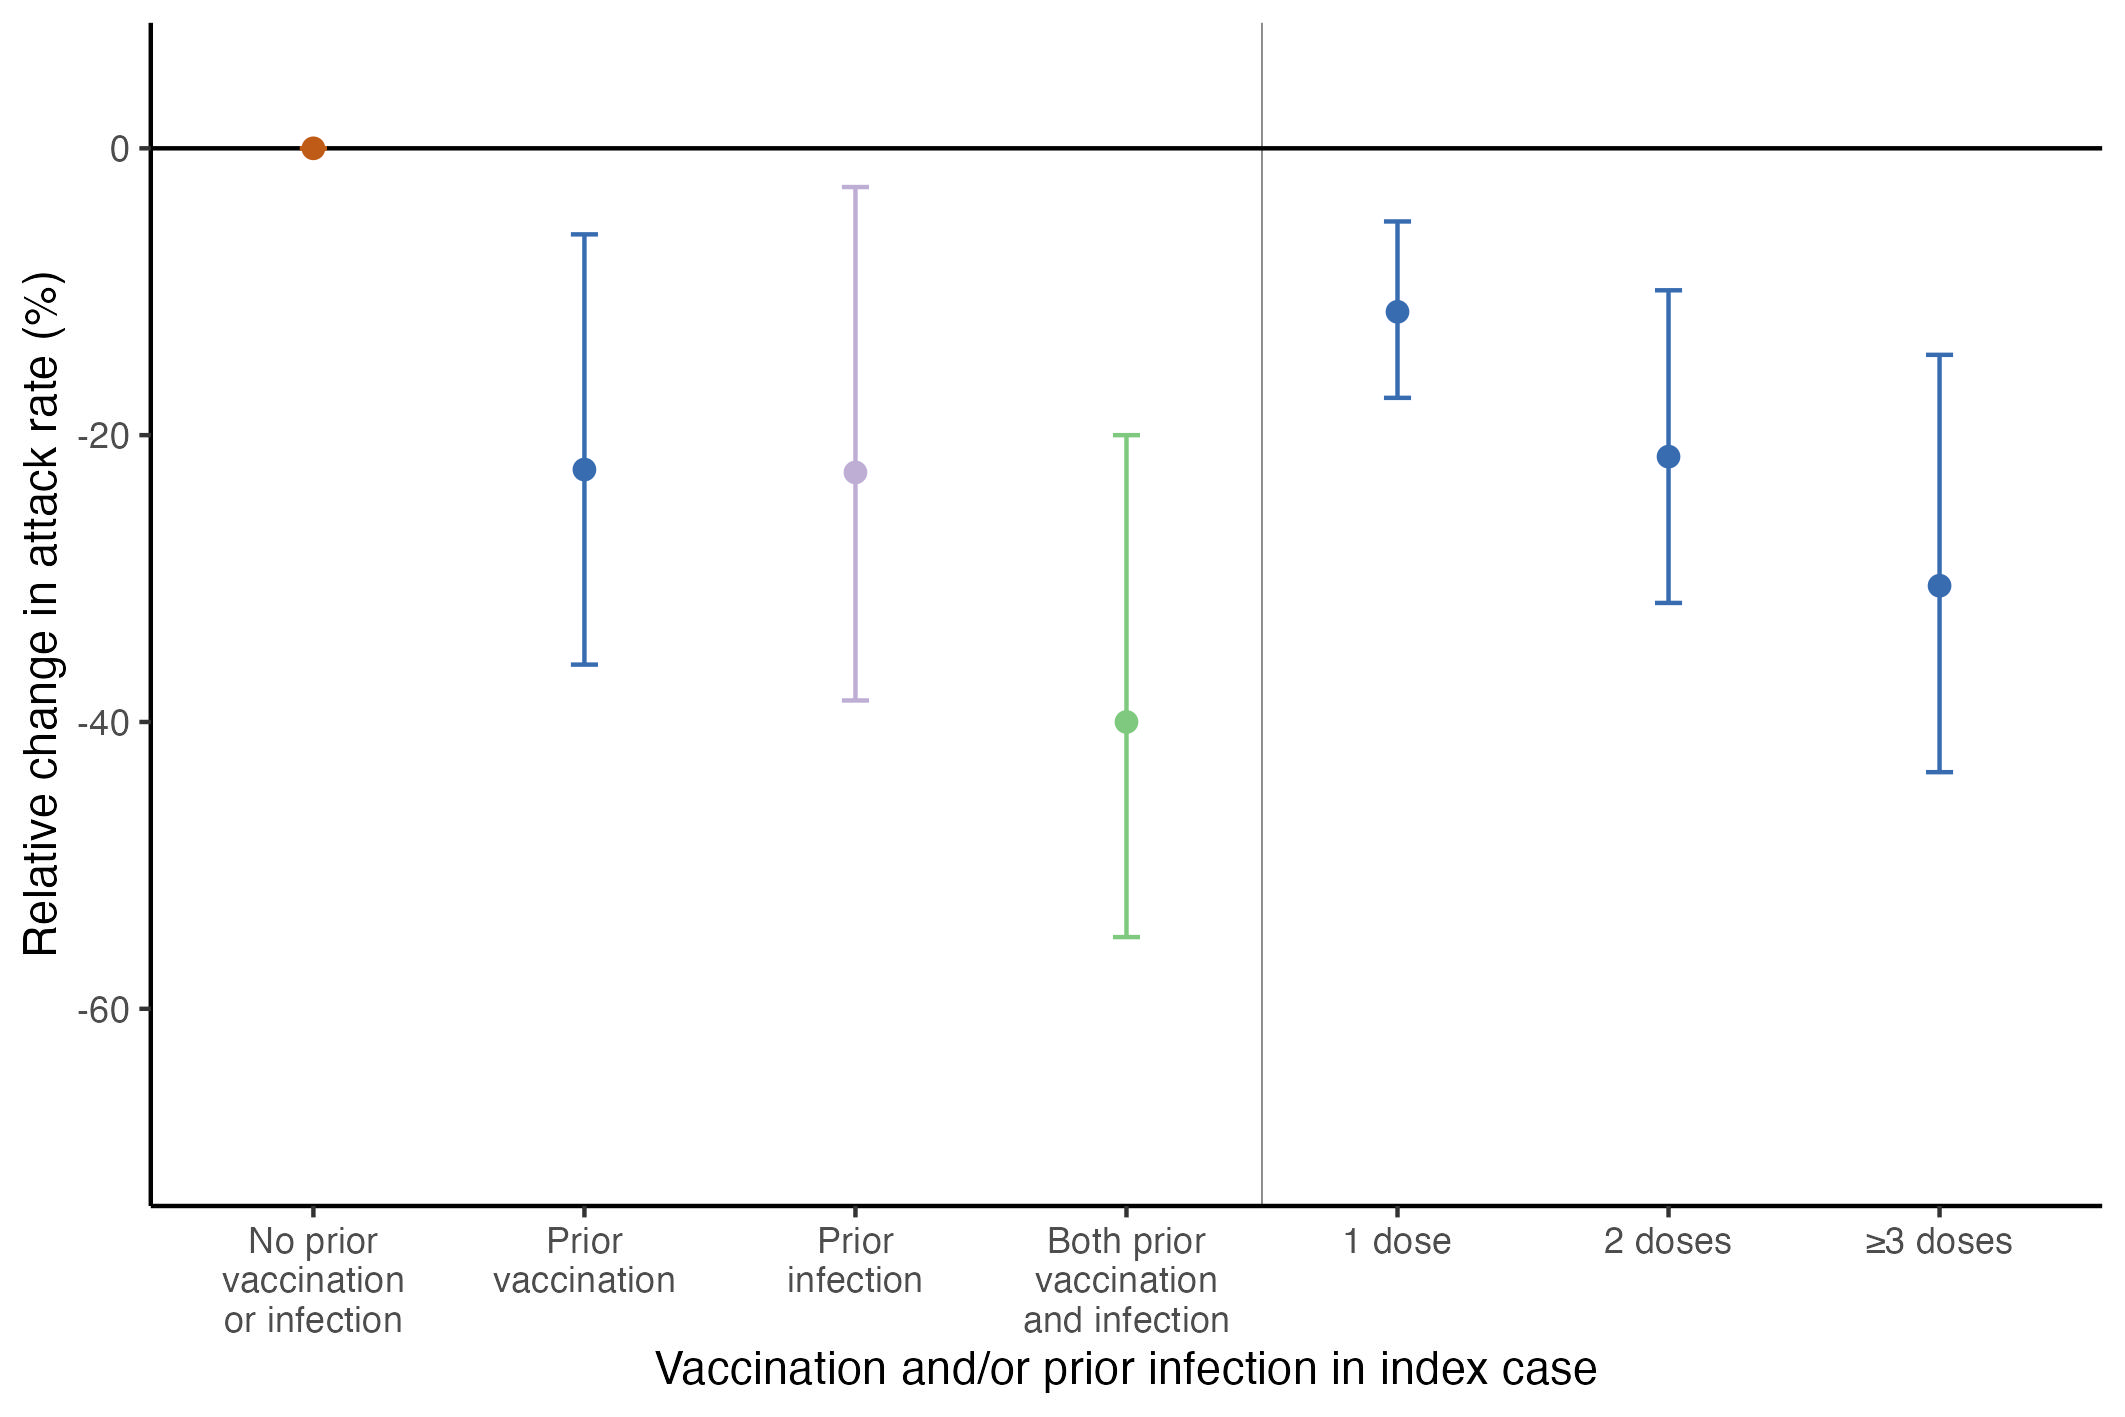 Relative change in attack rate (%)
0
-20
-40
-60
No prior
vaccination
or infection
Prior
vaccination
Prior
infection
Both prior
vaccination
and infection
1 dose
2 doses
≥3 doses
Vaccination and/or prior infection in index case